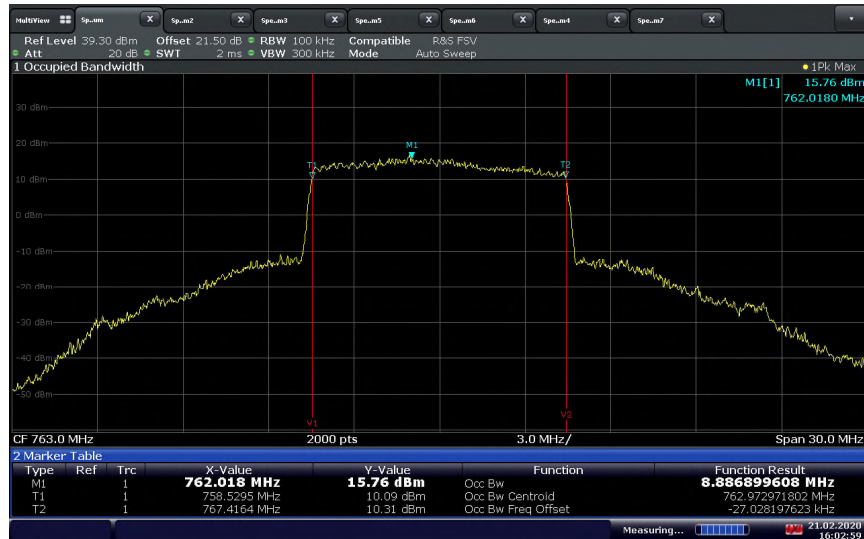 MultiView Sp..um X Sp..m2 X Spe..m3 X Spe..m5 X Spe..m6 X Spe..m4 X Spe..m7 X
Ref Level 39.30 dBm Offset 21.50 dB RBW 100 kHz Compatible R&S FSV
Att 20 dB SWT 2 ms VBW 300 kHz Mode Auto Sweep
1 Occupied Bandwidth 1Pk Max
M1[1] 15.76 dBm
762.0180 MHz
30 dBm
20 dBm
M1
T1 T2
10 dBm
0 dBm
-10 dBm
-20 dBm
-30 dBm
-40 dBm
-50 dBm
V1 V2
CF 763.0 MHz 2000 pts 3.0 MHz/ Span 30.0 MHz
2 Marker Table
Type Ref Trc X-Value Y-Value Function Function Result
M1 1 762.018 MHz 15.76 dBm Occ Bw 8.886899608 MHz
T1 1 758.5295 MHz 10.09 dBm Occ Bw Centroid 762.972971802 MHz
T2 1 767.4164 MHz 10.31 dBm Occ Bw Freq Offset -27.028197623 kHz
Measuring... 21.02.2020
16:02:59